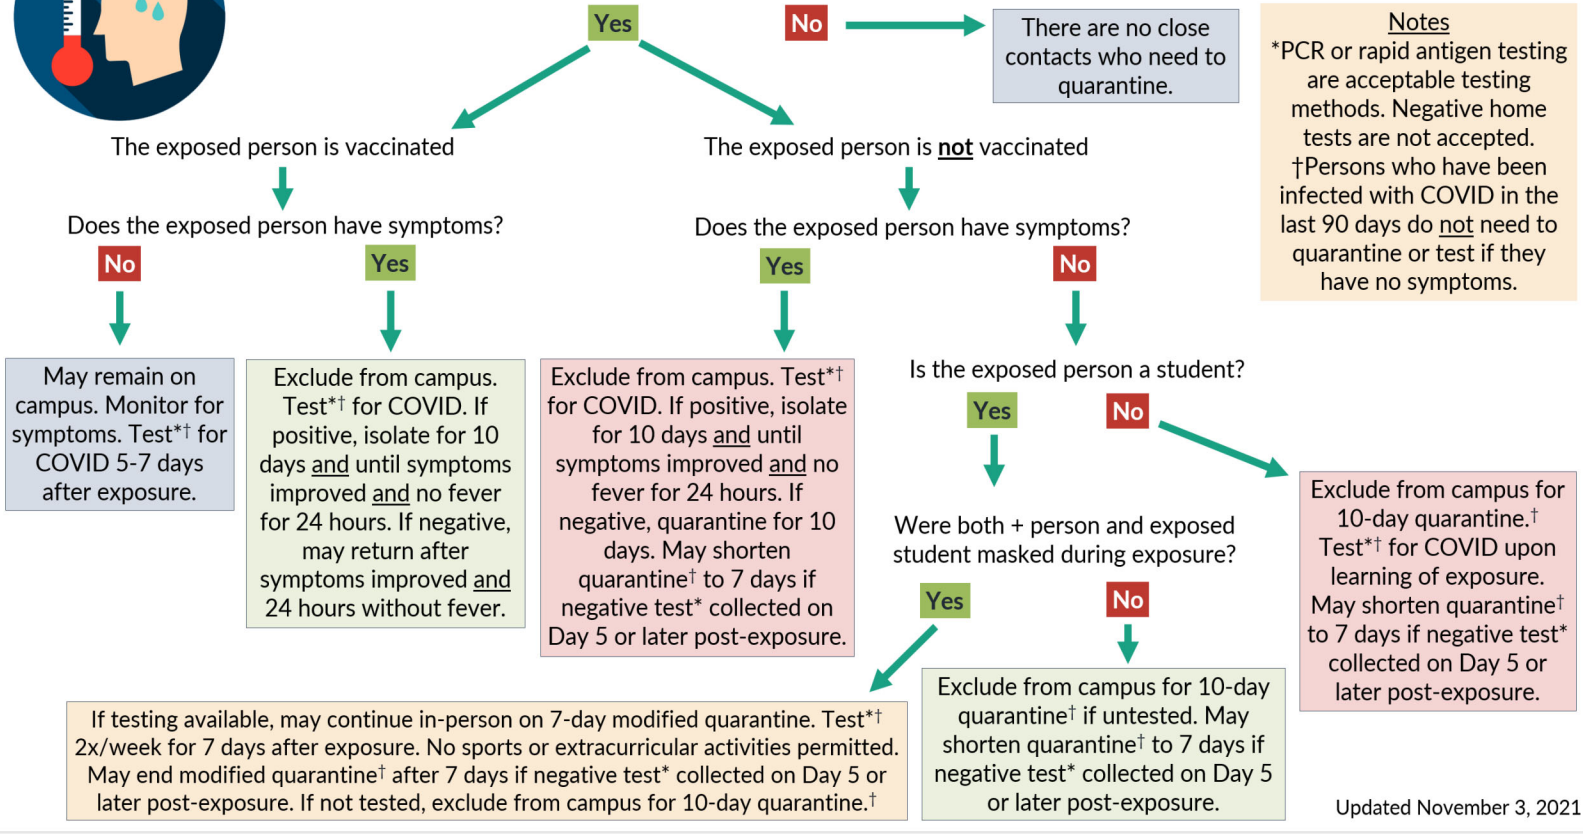 Yes
No
There are no close
contacts who need to
quarantine.
Notes
*PCR or rapid antigen testing
are acceptable testing
methods. Negative home
tests are not accepted.
†Persons who have been
infected with COVID in the
last 90 days do not need to
quarantine or test if they
have no symptoms.
The exposed person is vaccinated
The exposed person is not vaccinated
Does the exposed person have symptoms?
Does the exposed person have symptoms?
No
Yes
Yes
No
May remain on
campus. Monitor for
symptoms. Test*† for
COVID 5-7 days
after exposure.
Exclude from campus.
Test*† for COVID. If
positive, isolate for 10
days and until symptoms
improved and no fever
for 24 hours. If negative,
may return after
symptoms improved and
24 hours without fever.
Exclude from campus. Test*†
for COVID. If positive, isolate
for 10 days and until
symptoms improved and no
fever for 24 hours. If
negative, quarantine for 10
days. May shorten
quarantine† to 7 days if
negative test* collected on
Day 5 or later post-exposure.
Is the exposed person a student?
Yes
No
Were both + person and exposed
student masked during exposure?
Yes
No
Exclude from campus for
10-day quarantine.†
Test*† for COVID upon
learning of exposure.
May shorten quarantine†
to 7 days if negative test*
collected on Day 5 or
later post-exposure.
If testing available, may continue in-person on 7-day modified quarantine. Test*†
2x/week for 7 days after exposure. No sports or extracurricular activities permitted.
May end modified quarantine† after 7 days if negative test* collected on Day 5 or
later post-exposure. If not tested, exclude from campus for 10-day quarantine.†
Exclude from campus for 10-day
quarantine† if untested. May
shorten quarantine† to 7 days if
negative test* collected on Day 5
or later post-exposure.
Updated November 3, 2021